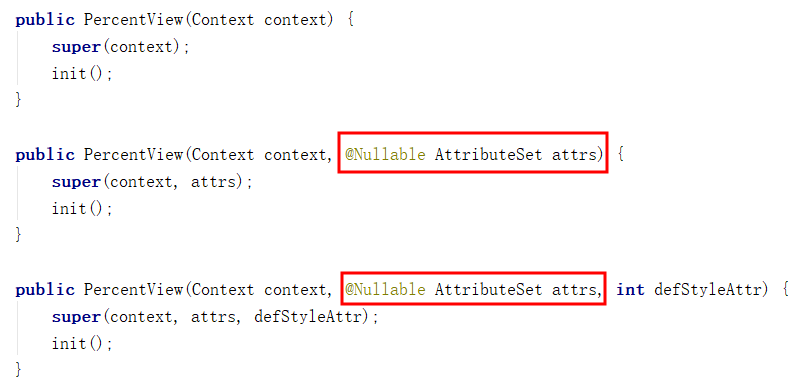 public PercentView(Context context) {
    super(context);
    init();
}

public PercentView(Context context, @Nullable AttributeSet attrs) {
    super(context, attrs);
    init();
}

public PercentView(Context context, @Nullable AttributeSet attrs, int defStyleAttr) {
    super(context, attrs, defStyleAttr);
    init();
}